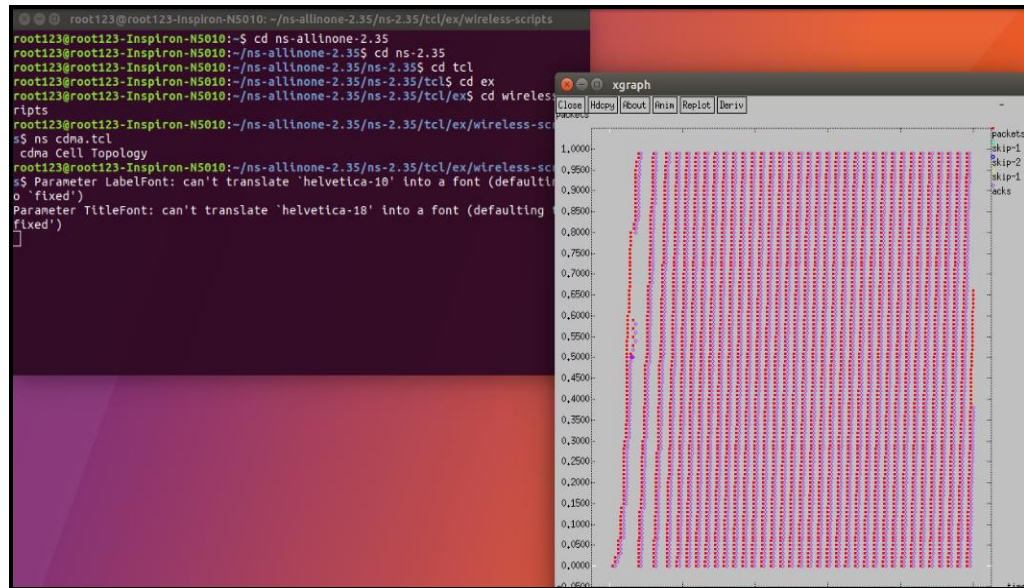 root123@root123-Inspiron-N5010: ~/ns-allinone-2.35/ns-2.35/tcl/ex/wireless-scripts
root123@root123-Inspiron-N5010:~$ cd ns-allinone-2.35
root123@root123-Inspiron-N5010:~/ns-allinone-2.35$ cd ns-2.35
root123@root123-Inspiron-N5010:~/ns-allinone-2.35/ns-2.35$ cd tcl
root123@root123-Inspiron-N5010:~/ns-allinone-2.35/ns-2.35/tcl$ cd ex
root123@root123-Inspiron-N5010:~/ns-allinone-2.35/ns-2.35/tcl/ex$ cd wireless
ripts
root123@root123-Inspiron-N5010:~/ns-allinone-2.35/ns-2.35/tcl/ex/wireless-scr
s$ ns cdma.tcl
cdma Cell Topology
root123@root123-Inspiron-N5010:~/ns-allinone-2.35/ns-2.35/tcl/ex/wireless-scr
s$ Parameter LabelFont: can't translate `helvetica-10' into a font (defaultin
o `fixed')
Parameter TitleFont: can't translate `helvetica-18' into a font (defaulting
fixed')
xgraph
Close Hdcpy About Anim Replot Deriv
packets
1.0000
0.9500
0.9000
0.8500
0.8000
0.7500
0.7000
0.6500
0.6000
0.5500
0.5000
0.4500
0.4000
0.3500
0.3000
0.2500
0.2000
0.1500
0.1000
0.0500
0.0000
-0.0500
packets
skip-1
skip-2
skip-1
acks